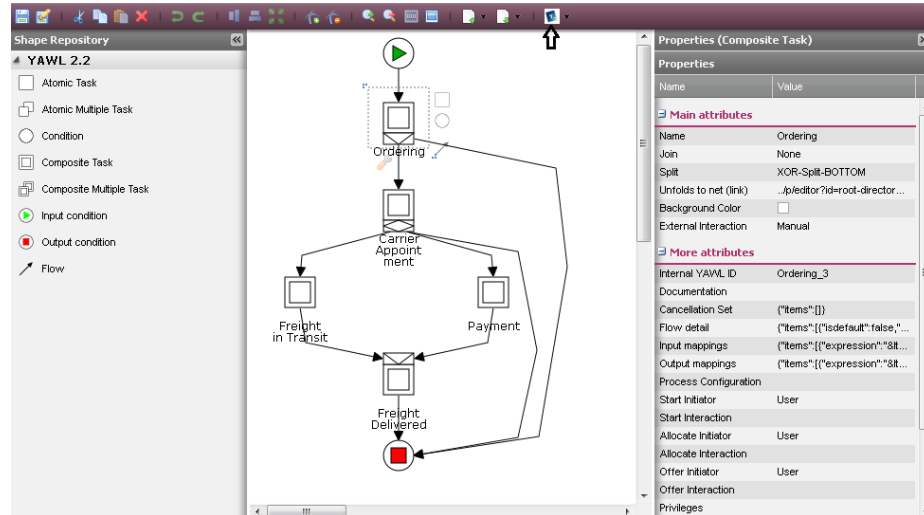 Shape Repository
YAWL 2.2
Atomic Task
Atomic Multiple Task
Condition
Composite Task
Composite Multiple Task
Input condition
Output condition
Flow
Ordering
Carrier
Appoint
ment
Freight
in Transit
Payment
Freight
Delivered
Properties (Composite Task)
Properties
Name Value
Main attributes
Name Ordering
Join None
Split XOR-Split-BOTTOM
Unfolds to net (link) ../p/editor?id=root-director...
Background Color
External Interaction Manual
More attributes
Internal YAWL ID Ordering_3
Documentation
Cancellation Set {"items":[]}
Flow detail {"items":[{"isdefault":false,"...
Input mappings {"items":[{"expression":"&lt...
Output mappings {"items":[{"expression":"&lt...
Process Configuration
Start Initiator User
Start Interaction
Allocate Initiator User
Allocate Interaction
Offer Initiator User
Offer Interaction
Privileges